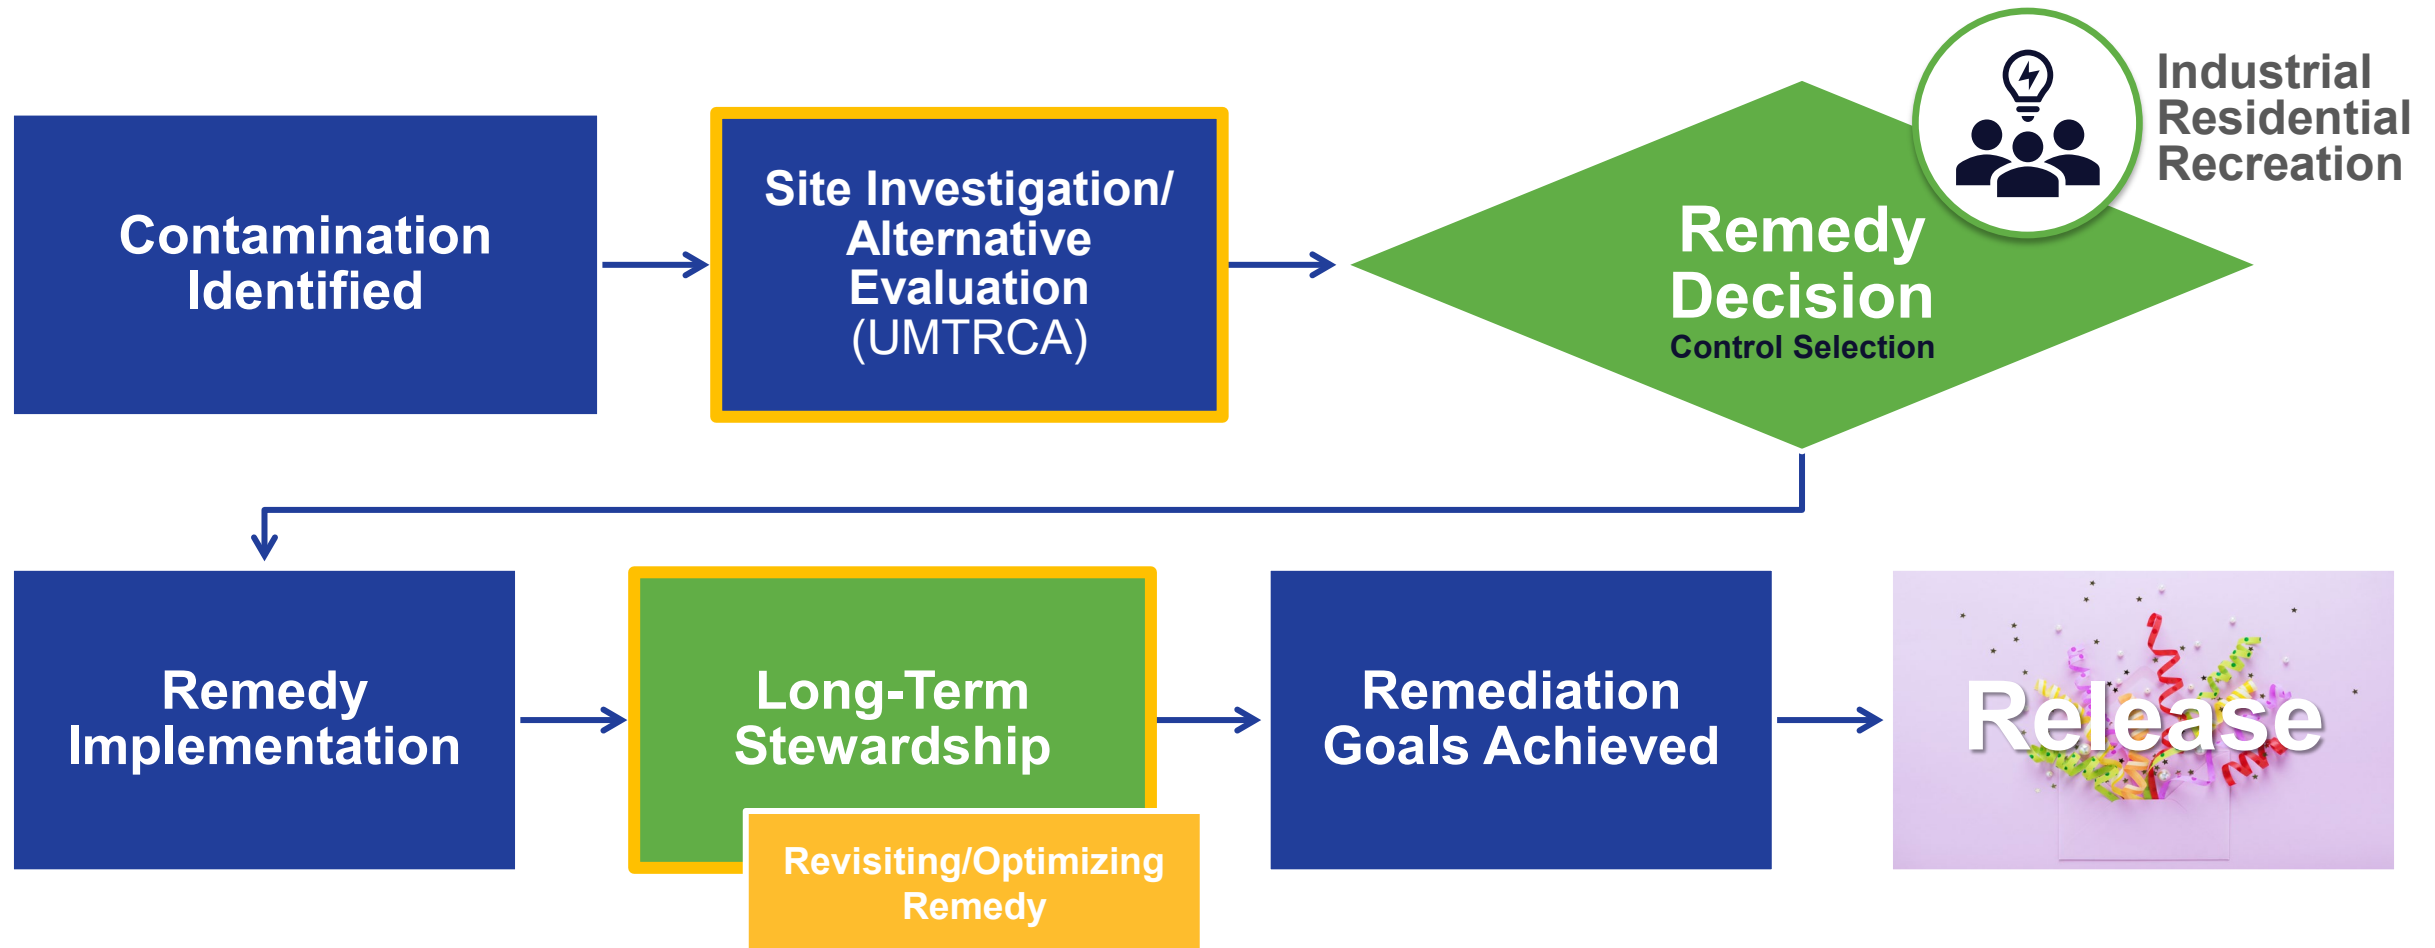 Contamination
Identified
Site Investigation/
Alternative
Evaluation
(UMTRCA)
Remedy
Decision
Control Selection
Industrial
Residential
Recreation
Remedy
Implementation
Long-Term
Stewardship
Revisiting/Optimizing
Remedy
Remediation
Goals Achieved
Release